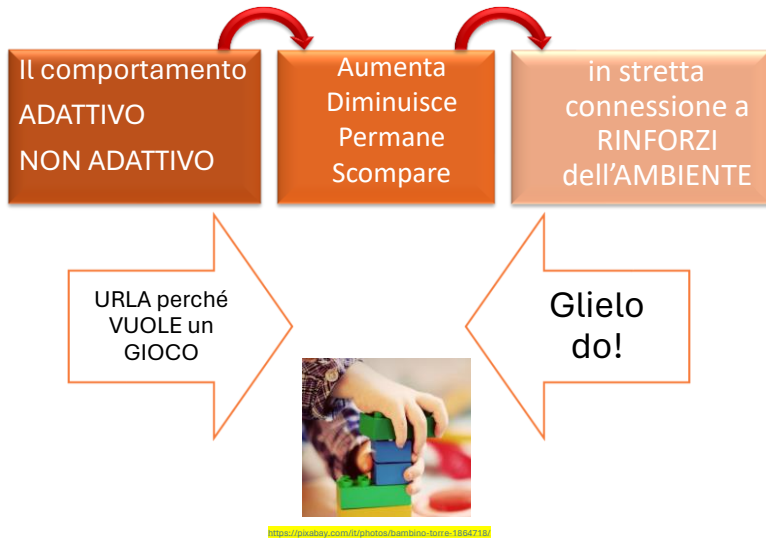 Il comportamento
ADATTIVO
NON ADATTIVO
Aumenta
Diminuisce
Permane
Scompare
in stretta
connessione a
RINFORZI
dell'AMBIENTE
URLA perché
VUOLE un
GIOCO
Glielo
do!
https://pixabay.com/it/photos/bambino-torre-1864718/